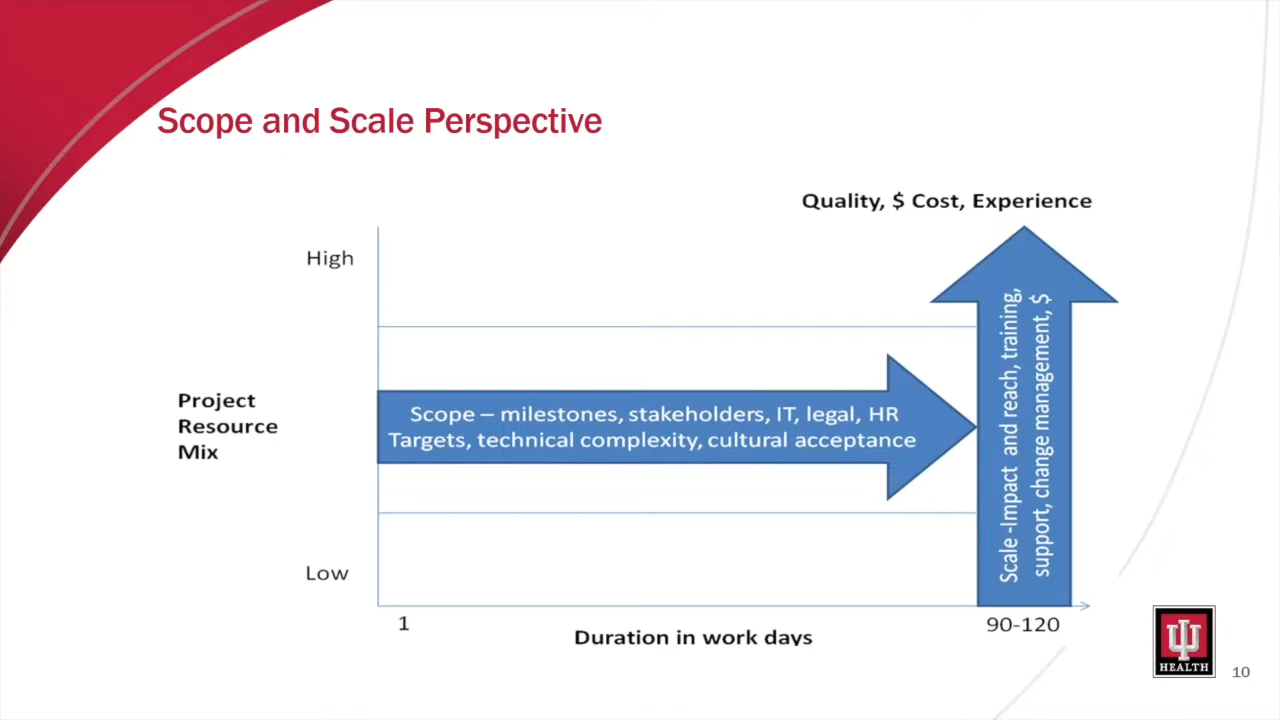 Scope and Scale Perspective
Quality, $ Cost, Experience
High
Project
Resource
Mix
Scope – milestones, stakeholders, IT, legal, HR
Targets, technical complexity, cultural acceptance
Scale -Impact and reach, training,
support, change management, $
Low
1
90-120
Duration in work days
HEALTH
10